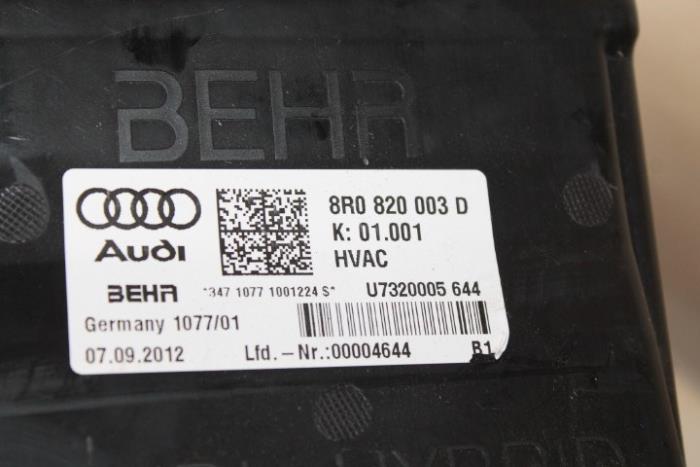 BEHR
8R0 820 003 D
K: 01.001
HVAC
Audi
BEHR *347 1077 1001224 S* U7320005 644
Germany 1077/01
07.09.2012 Lfd.-Nr.:00004644 B1